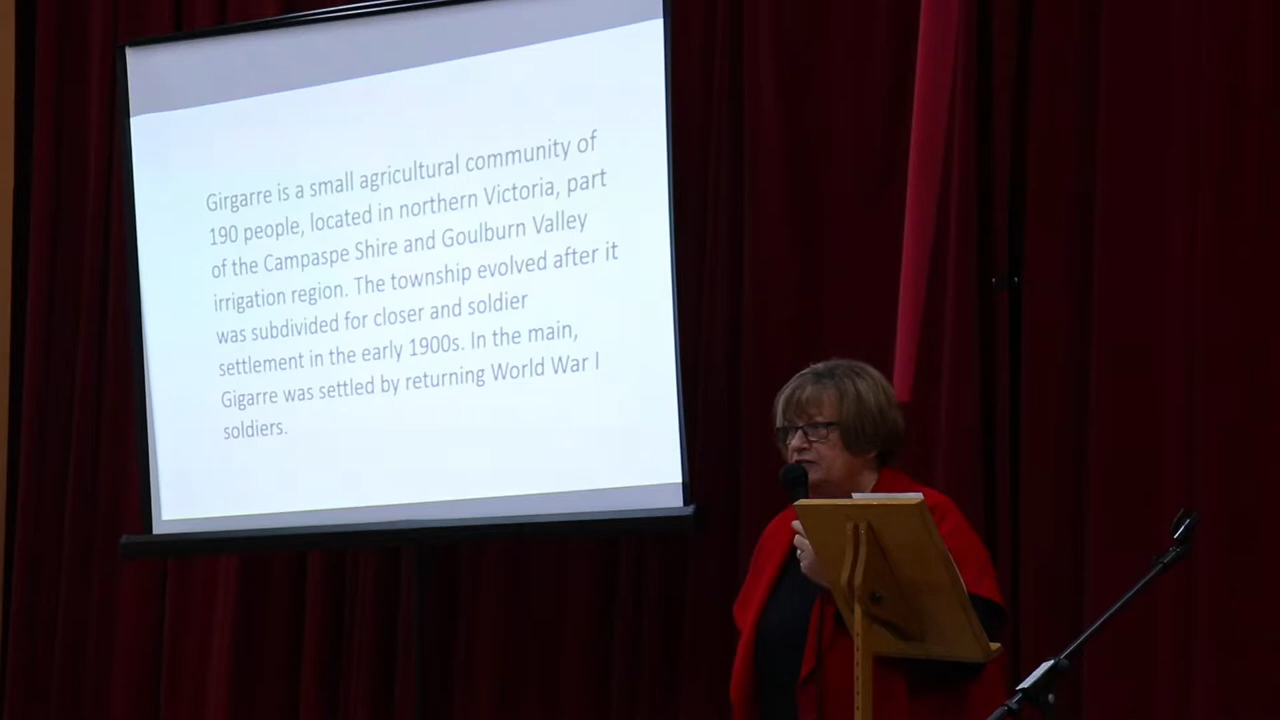 Girgarre is a small agricultural community of
190 people, located in northern Victoria, part
of the Campaspe Shire and Goulburn Valley
irrigation region. The township evolved after it
was subdivided for closer and soldier
settlement in the early 1900s. In the main,
Gigarre was settled by returning World War I
soldiers.